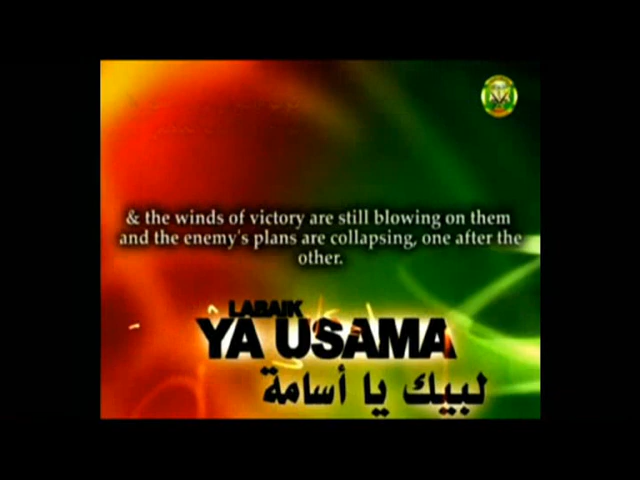 & the winds of victory are still blowing on them
and the enemy's plans are collapsing, one after the
other.
LABAIK
YA USAMA
لبيك يا أسامة